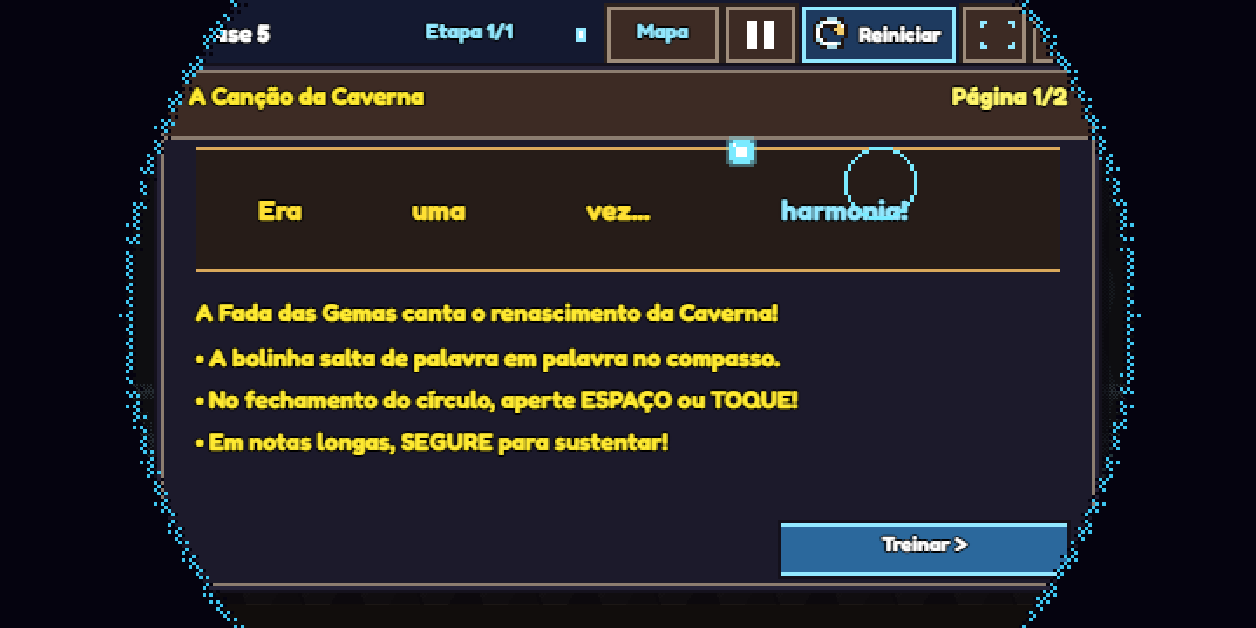 ase 5
Etapa 1/1
Mapa
Reiniciar
A Canção da Caverna
Página 1/2
Era uma vez... harmonia!
A Fada das Gemas canta o renascimento da Caverna!
• A bolinha salta de palavra em palavra no compasso.
• No fechamento do círculo, aperte ESPAÇO ou TOQUE!
• Em notas longas, SEGURE para sustentar!
Treinar >